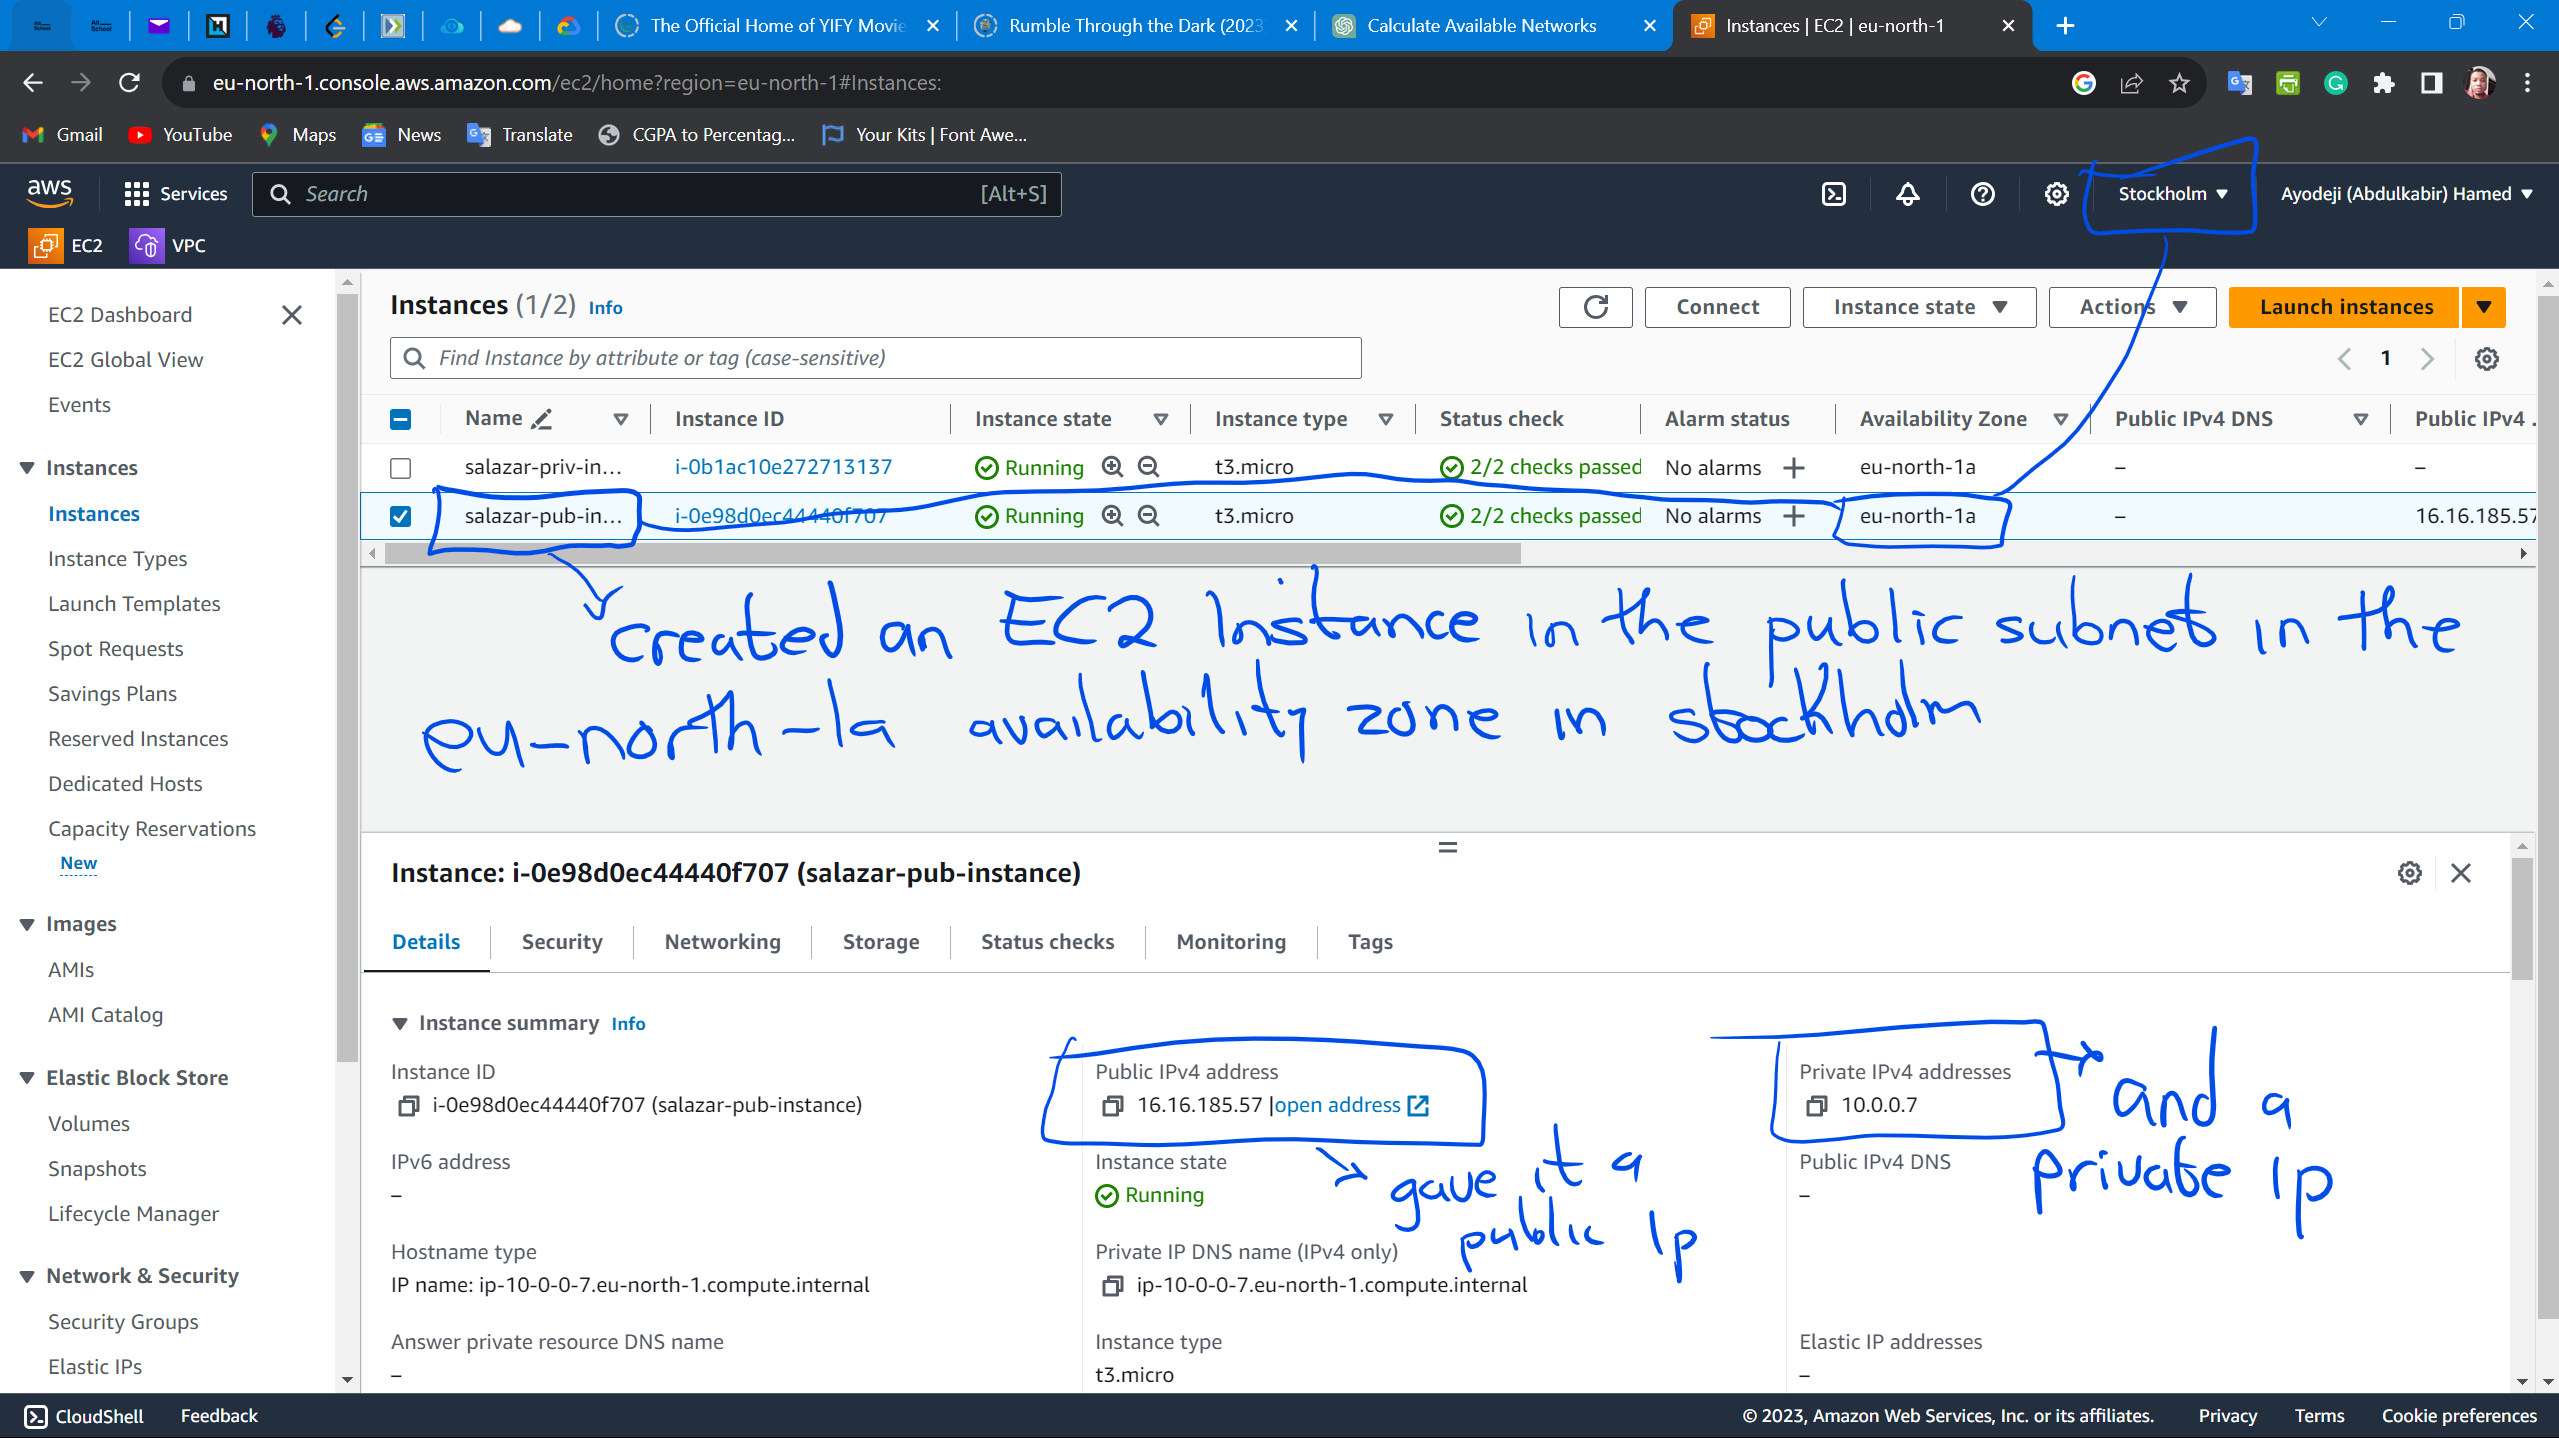 Alt School
Alt School
The Official Home of YIFY Movie
Rumble Through the Dark (2023
Calculate Available Networks
Instances | EC2 | eu-north-1
eu-north-1.console.aws.amazon.com/ec2/home?region=eu-north-1#Instances:
Gmail
YouTube
Maps
News
Translate
CGPA to Percentag...
Your Kits | Font Awe...
aws
Services
Search
[Alt+S]
Stockholm
Ayodeji (Abdulkabir) Hamed
EC2
VPC
EC2 Dashboard
EC2 Global View
Events
Instances
Instances
Instance Types
Launch Templates
Spot Requests
Savings Plans
Reserved Instances
Dedicated Hosts
Capacity Reservations
New
Images
AMIs
AMI Catalog
Elastic Block Store
Volumes
Snapshots
Lifecycle Manager
Network & Security
Security Groups
Elastic IPs
Instances (1/2) Info
Connect
Instance state
Actions
Launch instances
Find Instance by attribute or tag (case-sensitive)
1
Name Instance ID Instance state Instance type Status check Alarm status Availability Zone Public IPv4 DNS Public IPv4 .
salazar-priv-in... i-0b1ac10e272713137 Running t3.micro 2/2 checks passed No alarms + eu-north-1a – –
salazar-pub-in... i-0e98d0ec44440f707 Running t3.micro 2/2 checks passed No alarms + eu-north-1a – 16.16.185.57
created an EC2 Instance in the public subnet in the
eu-north-1a availability zone in stockholm
Instance: i-0e98d0ec44440f707 (salazar-pub-instance)
Details
Security
Networking
Storage
Status checks
Monitoring
Tags
Instance summary Info
Instance ID
i-0e98d0ec44440f707 (salazar-pub-instance)
Public IPv4 address
16.16.185.57 |open address
Private IPv4 addresses
10.0.0.7
and a
private Ip
IPv6 address
–
Instance state
Running
gave it a
public Ip
Public IPv4 DNS
–
Hostname type
IP name: ip-10-0-0-7.eu-north-1.compute.internal
Private IP DNS name (IPv4 only)
ip-10-0-0-7.eu-north-1.compute.internal
Answer private resource DNS name
–
Instance type
t3.micro
Elastic IP addresses
–
CloudShell
Feedback
© 2023, Amazon Web Services, Inc. or its affiliates.
Privacy
Terms
Cookie preferences